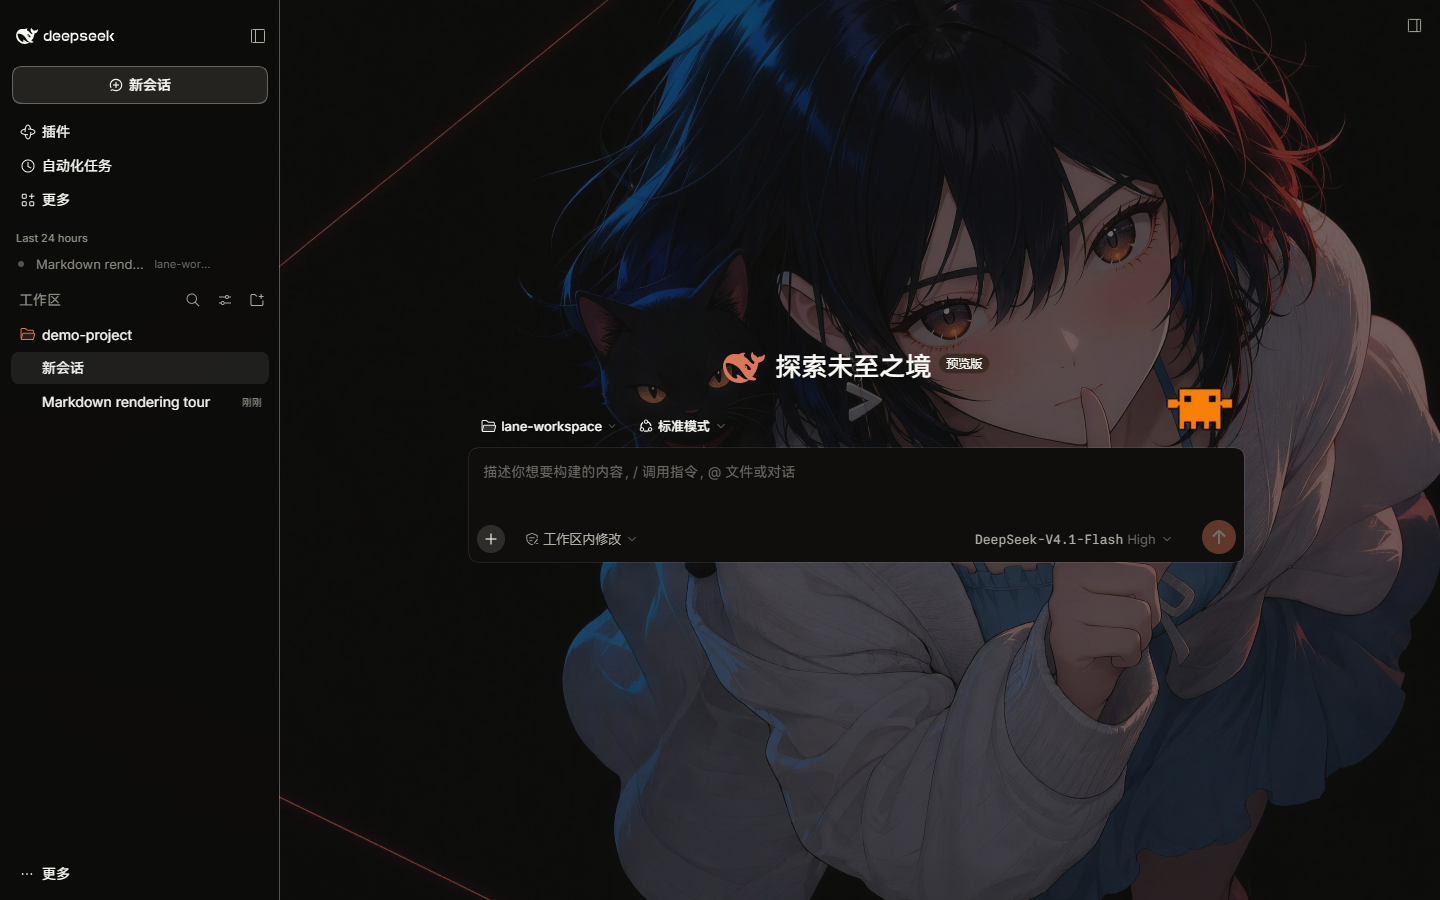 deepseek
新会话
插件
自动化任务
更多
Last 24 hours
Markdown rend... lane-wor...
工作区
demo-project
新会话
Markdown rendering tour 刚刚
更多
探索未至之境 预览版
lane-workspace 标准模式
描述你想要构建的内容, / 调用指令, @ 文件或对话
工作区内修改 DeepSeek-V4.1-Flash High